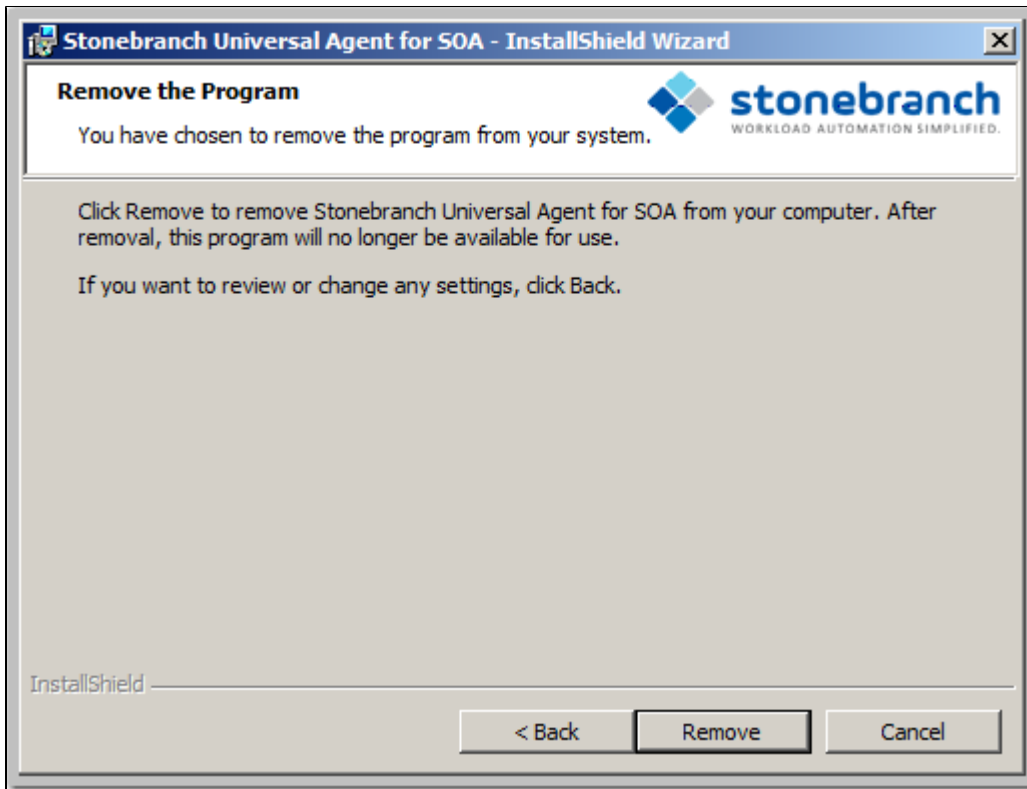 Stonebranch Universal Agent for SOA - InstallShield Wizard
Remove the Program
You have chosen to remove the program from your system.
stonebranch
WORKLOAD AUTOMATION SIMPLIFIED.
Click Remove to remove Stonebranch Universal Agent for SOA from your computer. After
removal, this program will no longer be available for use.
If you want to review or change any settings, click Back.
InstallShield
< Back
Remove
Cancel